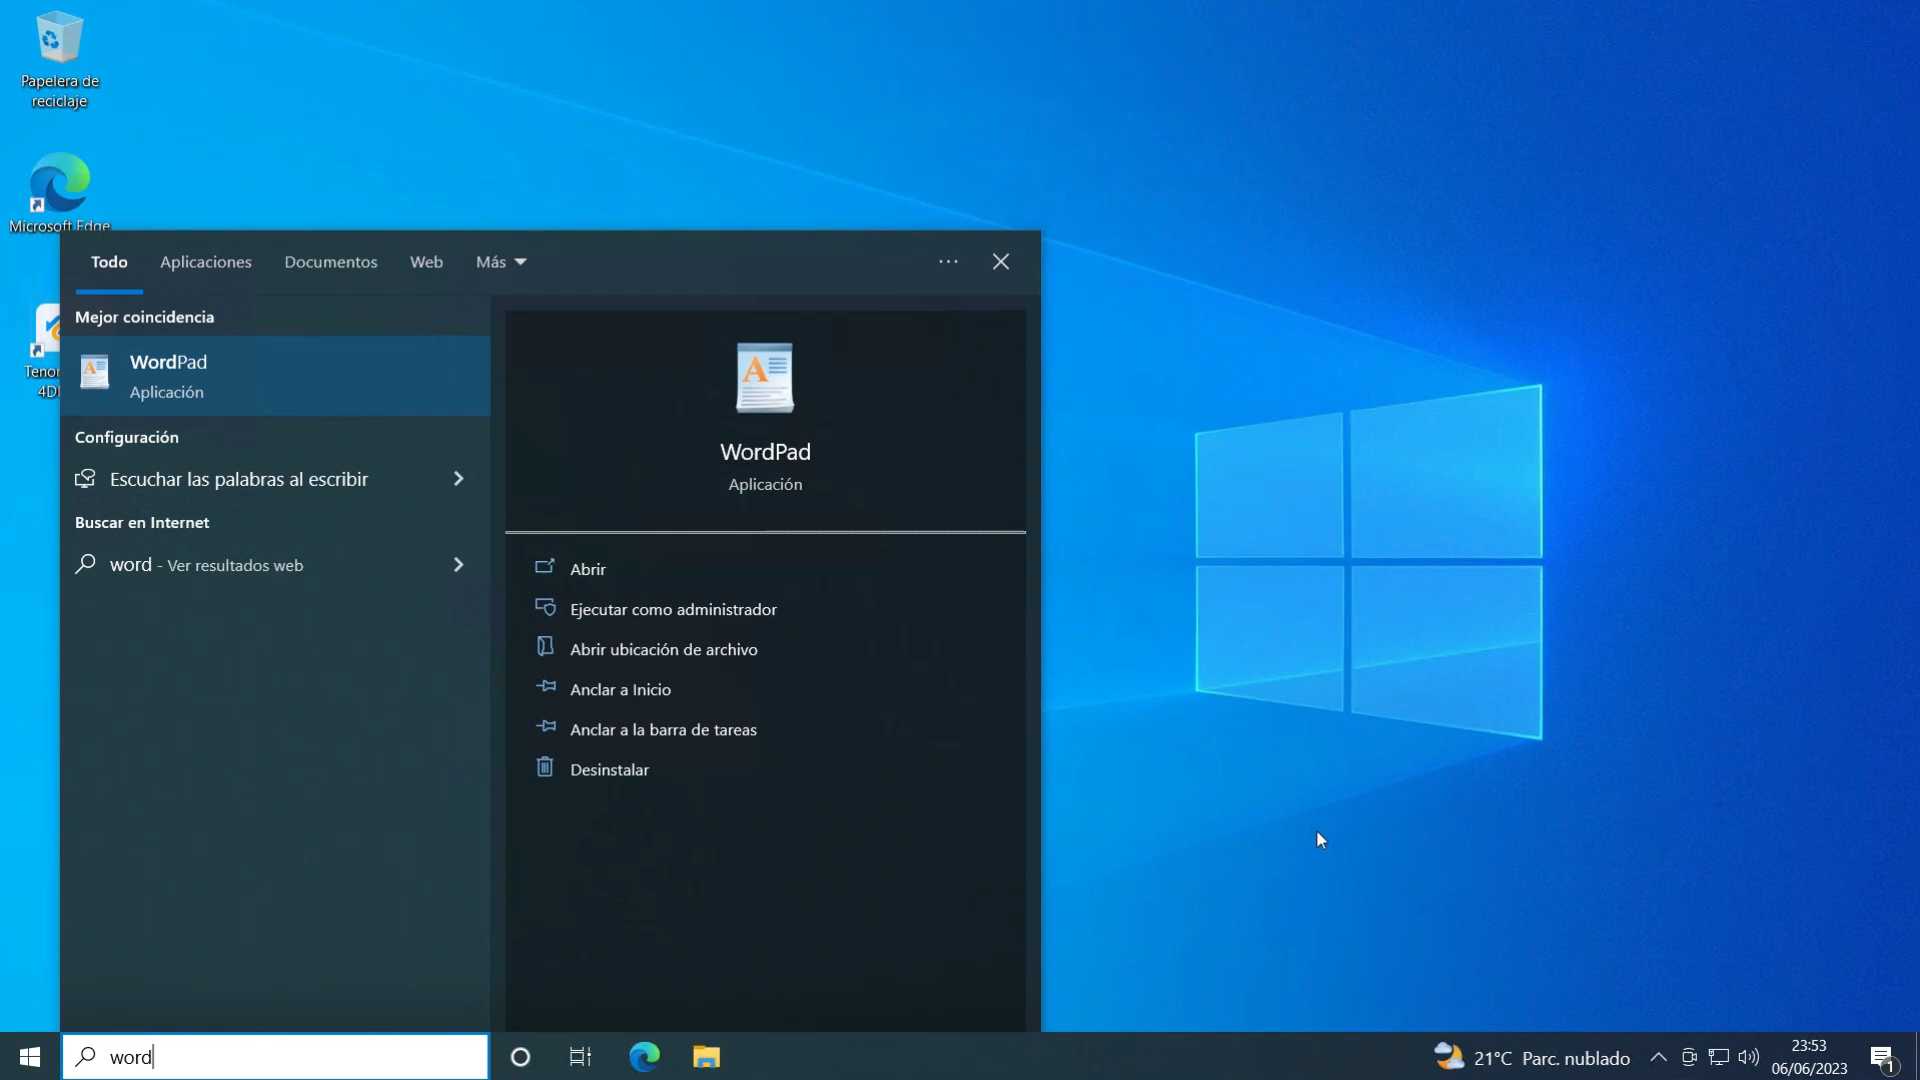 Papelera de
reciclaje
Microsoft Edge
Todo
Aplicaciones
Documentos
Web
Más
Mejor coincidencia
WordPad
Aplicación
Configuración
Escuchar las palabras al escribir
Buscar en Internet
word - Ver resultados web
WordPad
Aplicación
Abrir
Ejecutar como administrador
Abrir ubicación de archivo
Anclar a Inicio
Anclar a la barra de tareas
Desinstalar
word
21°C Parc. nublado
23:53
06/06/2023
1